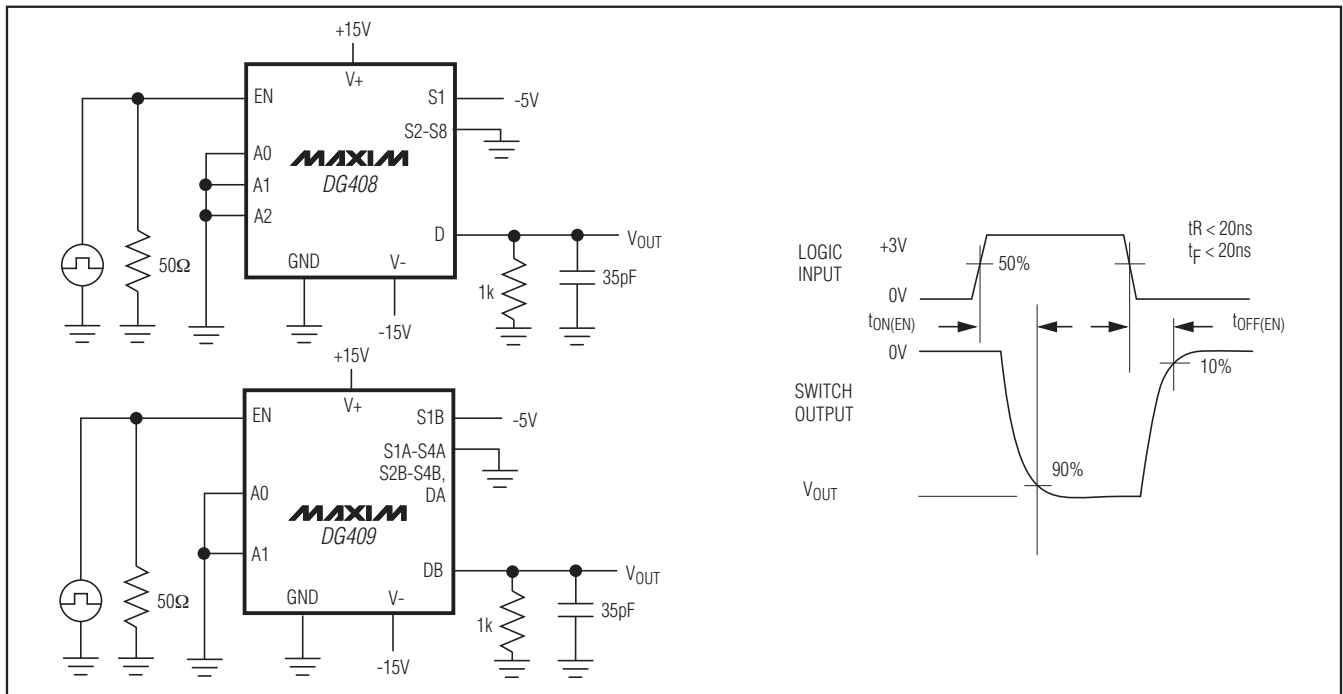 +15V
V+
EN
S1
-5V
S2-S8
A0
MAXIM
A1
DG408
A2
D
VOUT
50Ω
GND
V-
1k
35pF
-15V
+15V
V+
EN
S1B
-5V
S1A-S4A
S2B-S4B,
DA
A0
MAXIM
DG409
A1
DB
VOUT
50Ω
GND
V-
1k
35pF
-15V
LOGIC
INPUT
+3V
50%
tR < 20ns
tF < 20ns
0V
tON(EN)
tOFF(EN)
0V
10%
SWITCH
OUTPUT
90%
VOUT